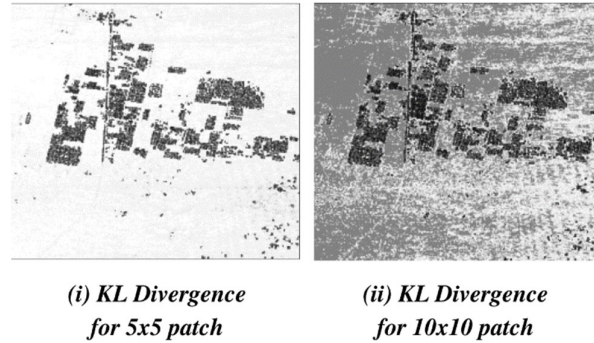 (i) KL Divergence
for 5x5 patch
(ii) KL Divergence
for 10x10 patch